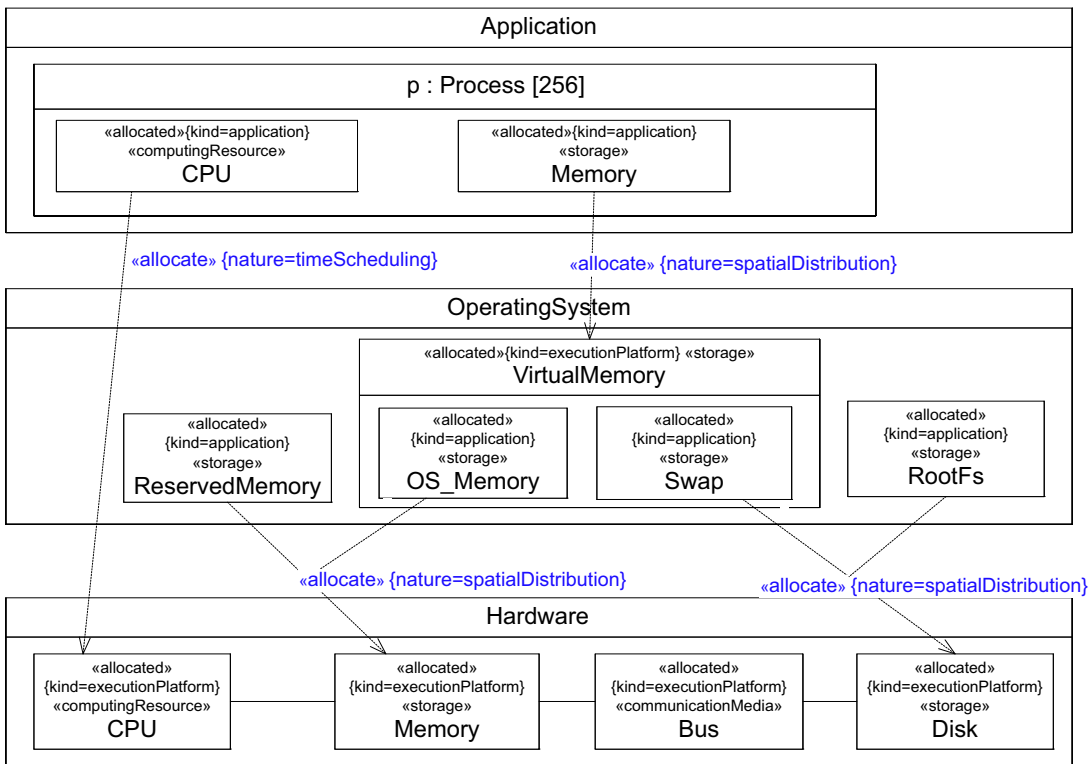 Application
p : Process [256]
«allocated»{kind=application}
«computingResource»
CPU
«allocated»{kind=application}
«storage»
Memory
«allocate» {nature=timeScheduling}
«allocate» {nature=spatialDistribution}
OperatingSystem
«allocated»{kind=executionPlatform} «storage»
VirtualMemory
«allocated»
{kind=application}
«storage»
ReservedMemory
«allocated»
{kind=application}
«storage»
OS_Memory
«allocated»
{kind=application}
«storage»
Swap
«allocated»
{kind=application}
«storage»
RootFs
«allocate» {nature=spatialDistribution}
«allocate» {nature=spatialDistribution}
Hardware
«allocated»
{kind=executionPlatform}
«computingResource»
CPU
«allocated»
{kind=executionPlatform}
«storage»
Memory
«allocated»
{kind=executionPlatform}
«communicationMedia»
Bus
«allocated»
{kind=executionPlatform}
«storage»
Disk